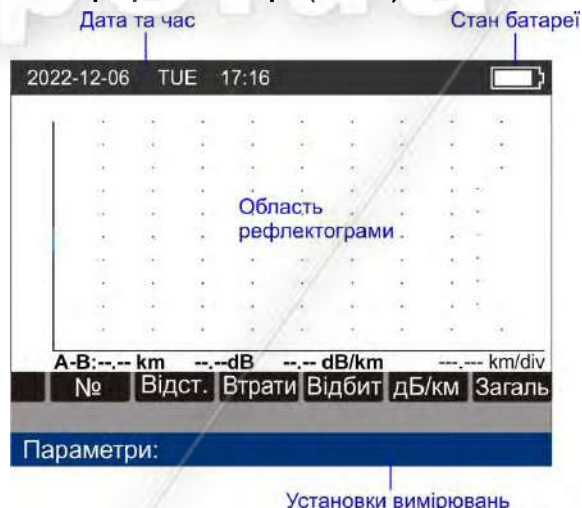 Дата та час
Стан батареї
2022-12-06 TUE 17:16
Область
рефлектограми
A-B:--.-- km --.--dB --.-- dB/km ---.--- km/div
№ Відст. Втрати Відбит дБ/км Загаль
Параметри:
Установки вимірювань